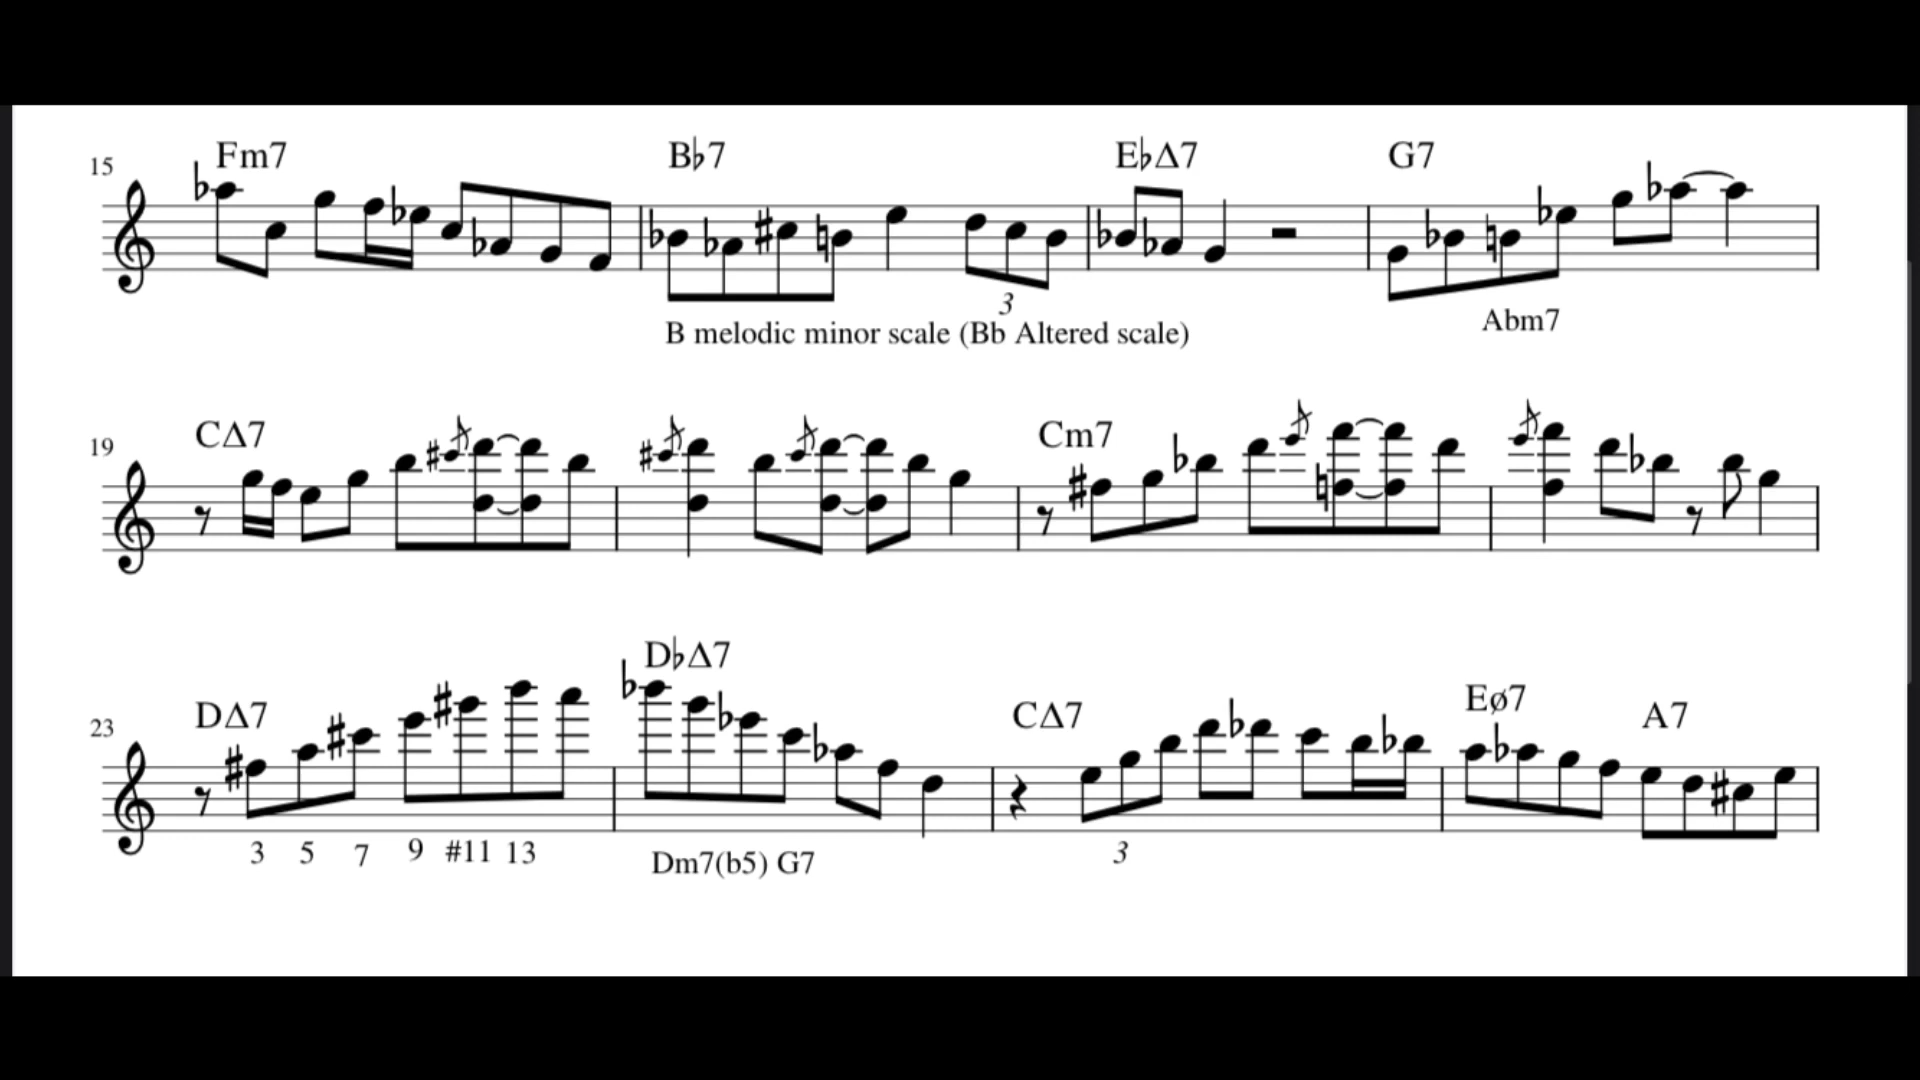 15 Fm7 B♭7 E♭Δ7 G7
3
B melodic minor scale (Bb Altered scale) Abm7
19 CΔ7 Cm7
23 DΔ7 D♭Δ7 CΔ7 Eø7 A7
3 5 7 9 #11 13 Dm7(b5) G7 3